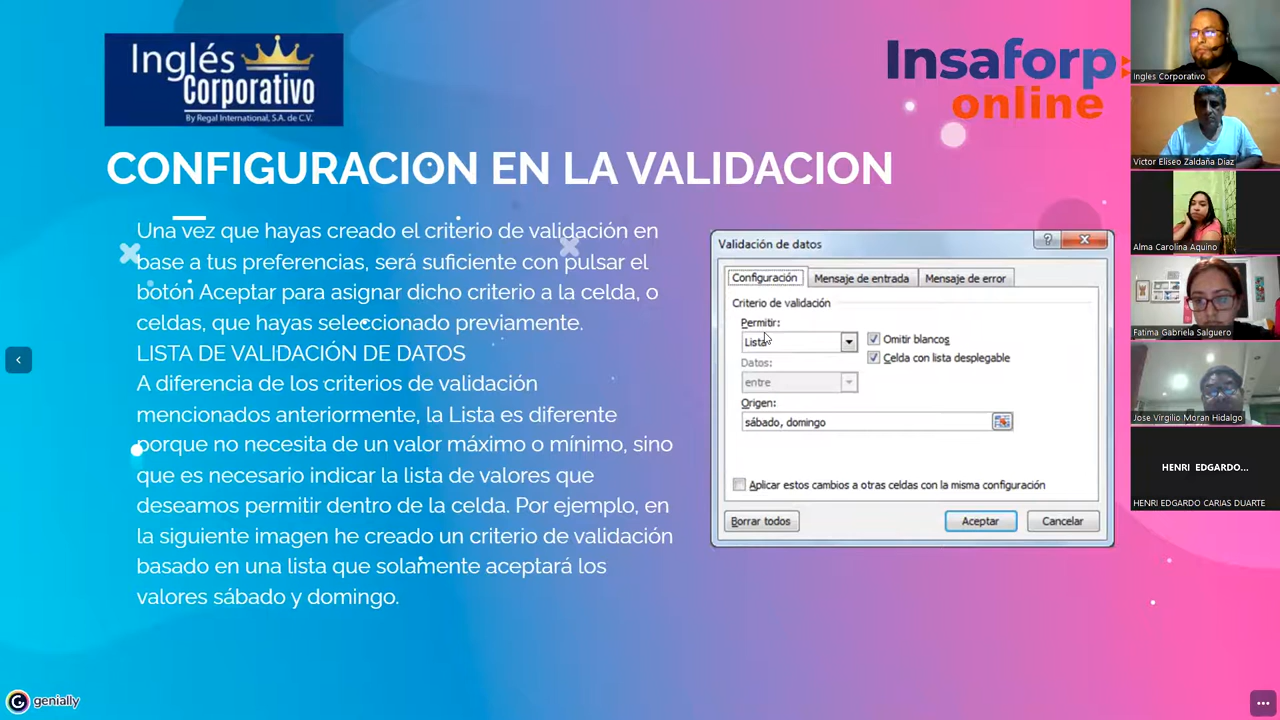 Inglés
Corporativo
By Regal International, S.A. de C.V.
Insaforp
online
CONFIGURACION EN LA VALIDACION
Una vez que hayas creado el criterio de validación en
base a tus preferencias, será suficiente con pulsar el
botón Aceptar para asignar dicho criterio a la celda, o
celdas, que hayas seleccionado previamente.
LISTA DE VALIDACIÓN DE DATOS
A diferencia de los criterios de validación
mencionados anteriormente, la Lista es diferente
porque no necesita de un valor máximo o mínimo, sino
que es necesario indicar la lista de valores que
deseamos permitir dentro de la celda. Por ejemplo, en
la siguiente imagen he creado un criterio de validación
basado en una lista que solamente aceptará los
valores sábado y domingo.
Validación de datos
Configuración Mensaje de entrada Mensaje de error
Criterio de validación
Permitir:
Lista
Omitir blancos
Celda con lista desplegable
Datos:
entre
Origen:
sábado, domingo
Aplicar estos cambios a otras celdas con la misma configuración
Borrar todos Aceptar Cancelar
Ingles Corporativo
Víctor Eliseo Zaldaña Díaz
Alma Carolina Aquino
Fatima Gabriela Salguero
Jose Virgilio Moran Hidalgo
HENRI EDGARDO...
HENRI EDGARDO CARIAS DUARTE
genially